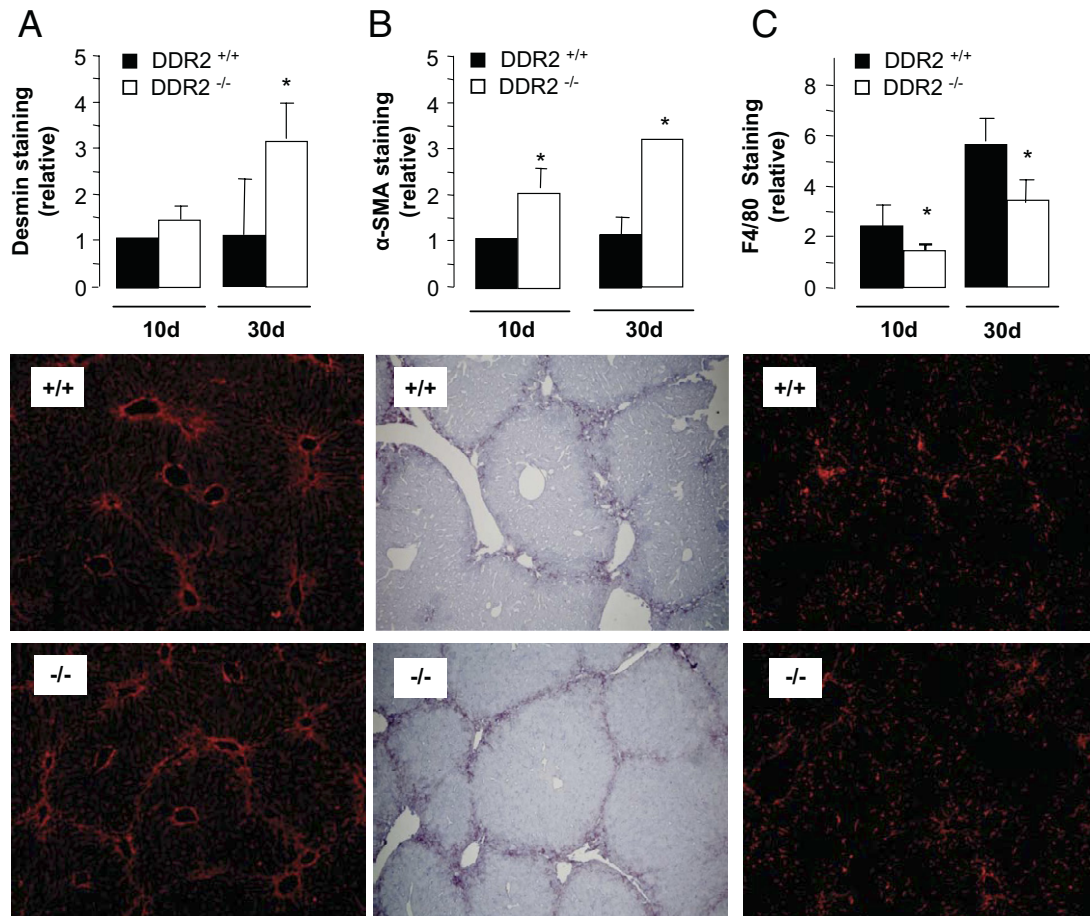 A
DDR2 +/+
DDR2 -/-
Desmin staining
(relative)
5
4
3
2
1
0
*
10d
30d
B
DDR2 +/+
DDR2 -/-
α-SMA staining
(relative)
5
4
3
2
1
0
*
*
10d
30d
C
DDR2 +/+
DDR2 -/-
F4/80 Staining
(relative)
8
6
4
2
0
*
*
10d
30d
+/+
+/+
+/+
-/-
-/-
-/-